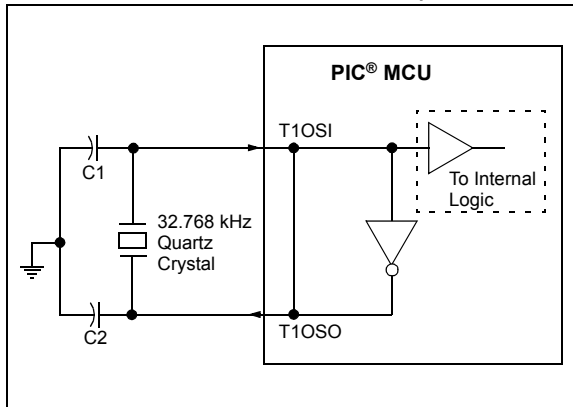 PIC® MCU
T1OSI
C1
To Internal
Logic
32.768 kHz
Quartz
Crystal
T1OSO
C2